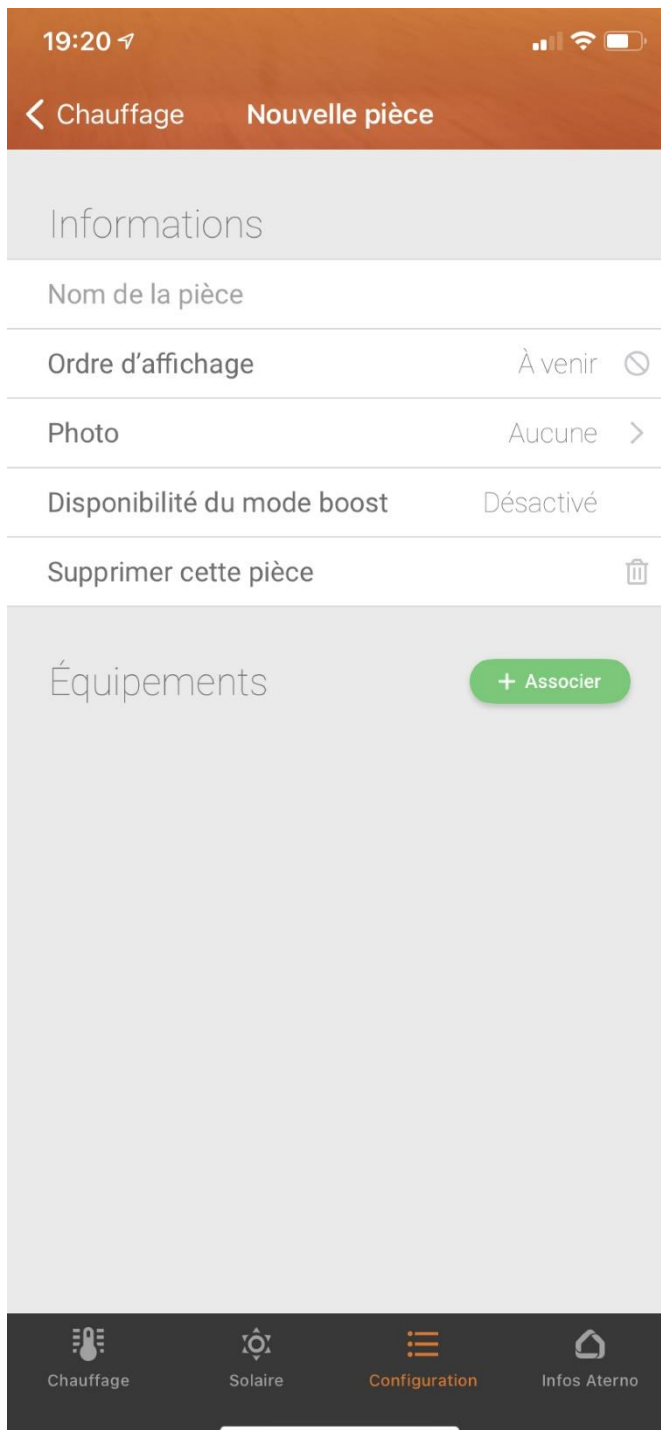 19:20
Chauffage Nouvelle pièce
Informations
Nom de la pièce
Ordre d'affichage À venir
Photo Aucune
Disponibilité du mode boost Désactivé
Supprimer cette pièce
Équipements + Associer
Chauffage Solaire Configuration Infos Aterno